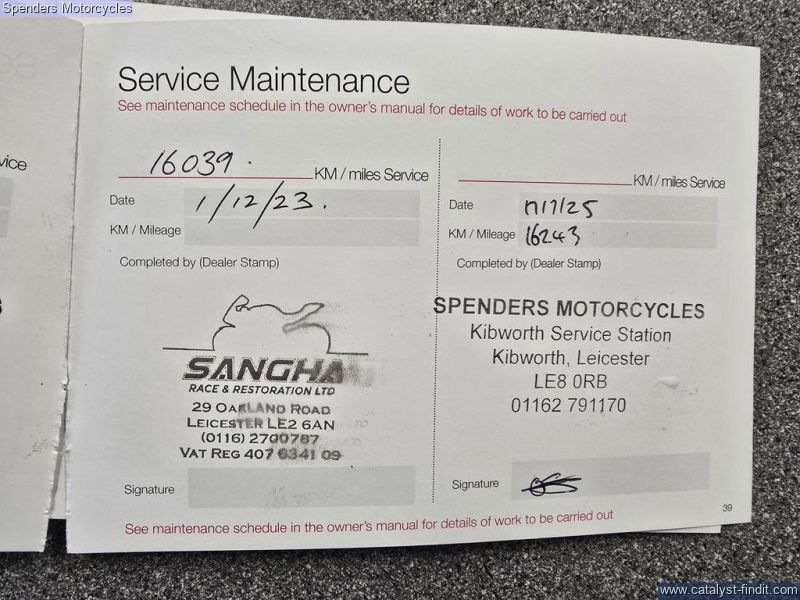 Spenders Motorcycles
vice
Service Maintenance
See maintenance schedule in the owner's manual for details of work to be carried out
16039.
KM / miles Service
Date 1/12/23.
KM / Mileage
Completed by (Dealer Stamp)
SANGHA
RACE & RESTORATION LTD
29 OAKLAND ROAD
LEICESTER LE2 6AN
(0116) 2700787
VAT REG 407 6341 09
Signature
KM / miles Service
Date 17/7/25
KM / Mileage 16243
Completed by (Dealer Stamp)
SPENDERS MOTORCYCLES
Kibworth Service Station
Kibworth, Leicester
LE8 0RB
01162 791170
Signature
39
See maintenance schedule in the owner's manual for details of work to be carried out
www.catalyst-findit.com